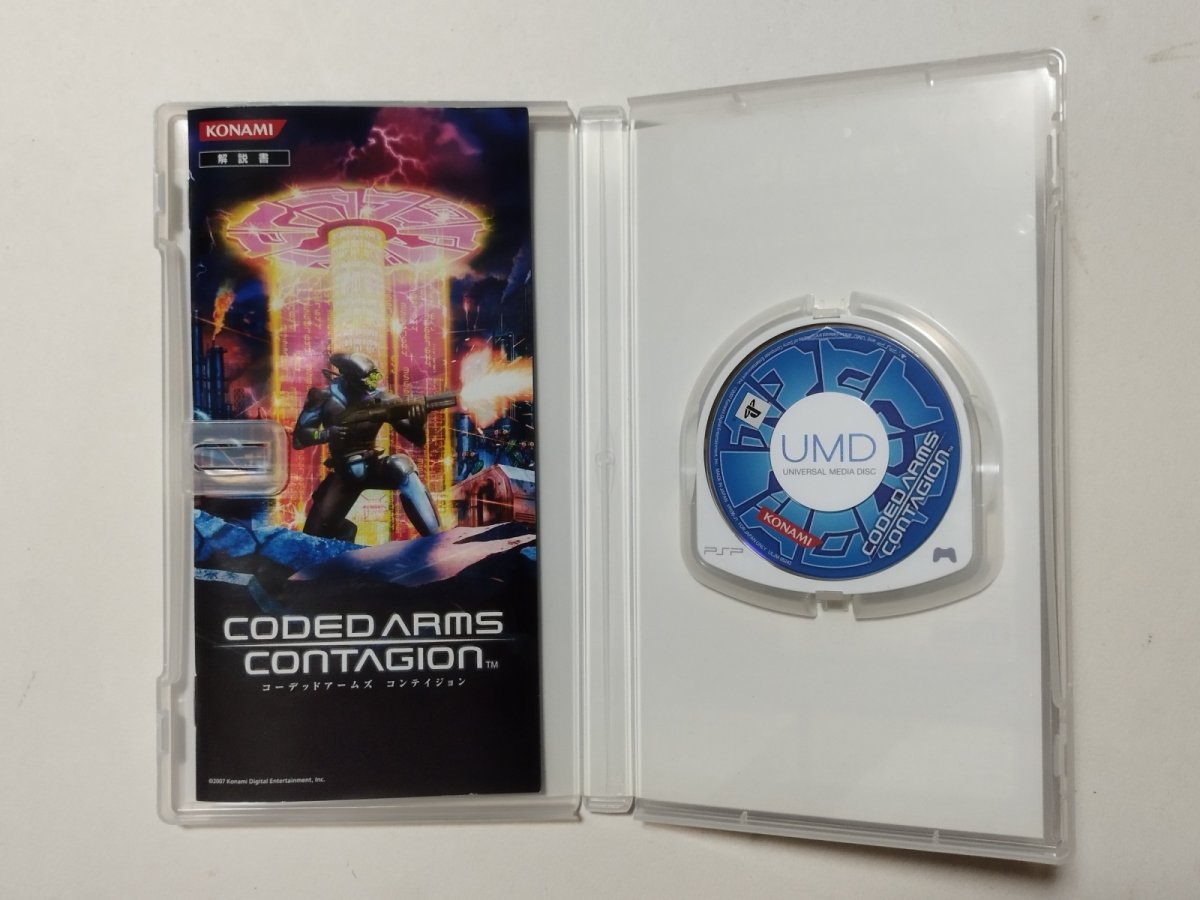 KONAMI
解説書
CODED ARMS
CONTAGION™
コーデッドアームズ コンテイジョン
©2007 Konami Digital Entertainment, Inc.
UMD
UNIVERSAL MEDIA DISC
CODED ARMS
CONTAGION™
KONAMI
PSP